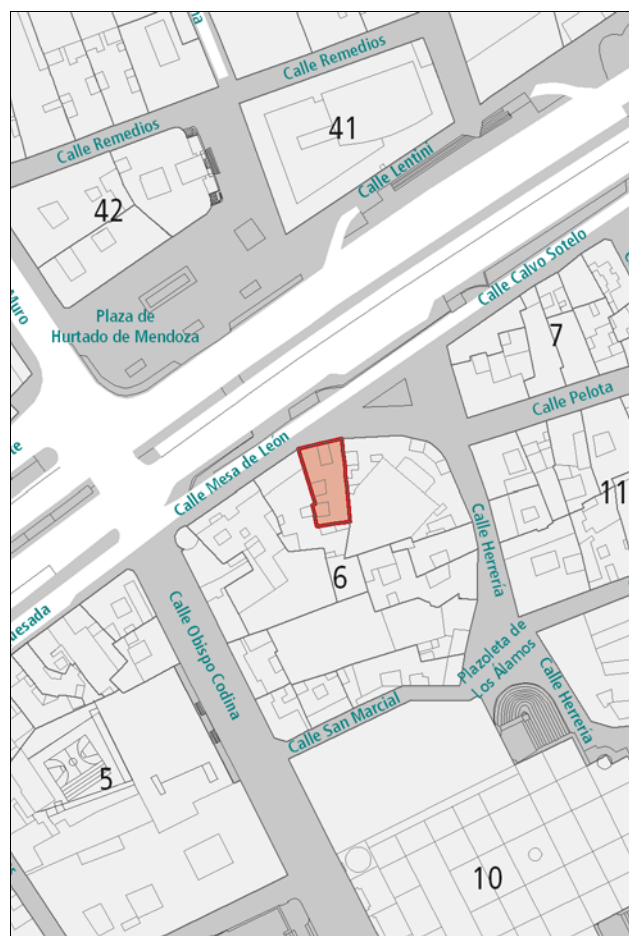 Calle Remedios
41
Calle Remedios
Calle Lentini
42
Calle Calvo Sotelo
Muro
Plaza de
Hurtado de Mendoza
7
Calle Pelota
Calle Mesa de Leon
11
6
Calle Herrería
Calle Obispo Codina
Plazoleta de
Los Álamos
Calle Herrería
Calle San Marcial
5
10